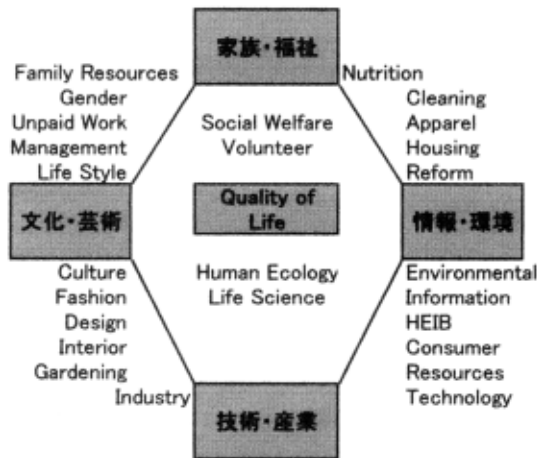 家族・福祉
Family Resources
Gender
Unpaid Work
Management
Life Style
Nutrition
Cleaning
Apparel
Housing
Reform
Social Welfare
Volunteer
文化・芸術
Quality of
Life
情報・環境
Culture
Fashion
Design
Interior
Gardening
Industry
Human Ecology
Life Science
Environmental
Information
HEIB
Consumer
Resources
Technology
技術・産業